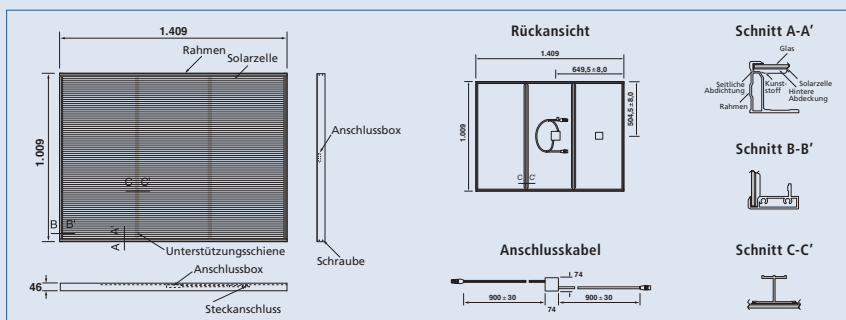 1.409
Rahmen
Solarzelle
1.009
C C'
B B'
A A'
Unterstützungsschiene
Anschlussbox
Schraube
46
Anschlussbox
Steckanschluss
Rückansicht
1.409
649,5 ± 8,0
504,5 ± 8,0
1.009
C C'
Anschlusskabel
74
900 ± 30
74
900 ± 30
Schnitt A-A'
Glas
Solarzelle
Seitliche
Abdichtung
Kunst-
stoff
Hintere
Abdeckung
Rahmen
Schnitt B-B'
Schnitt C-C'